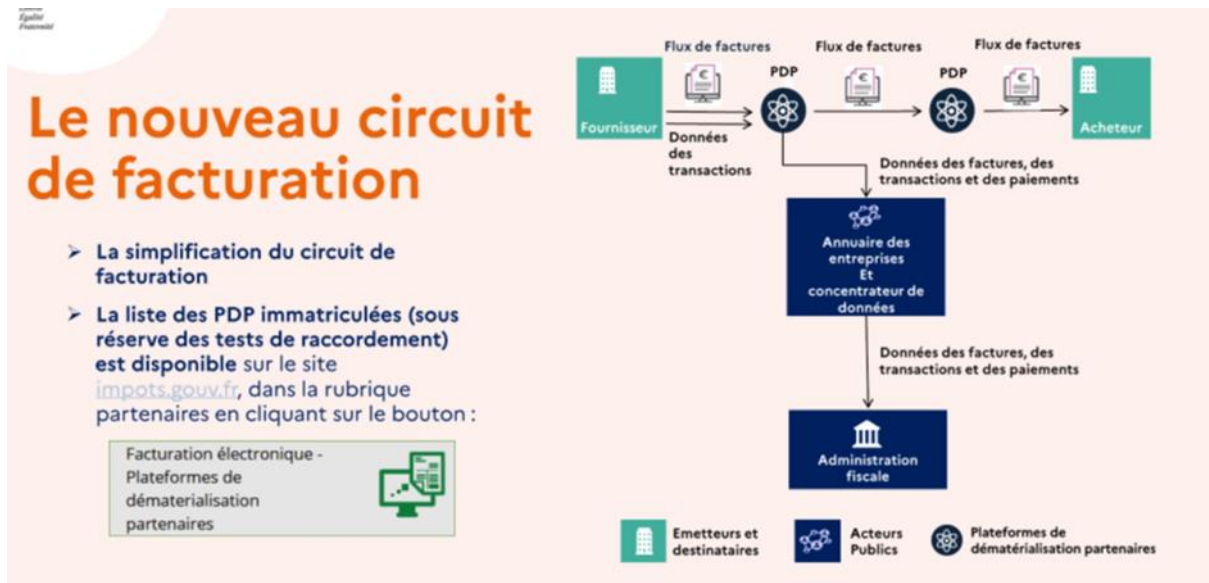 Égalité
Fraternité
Le nouveau circuit
de facturation
➤ La simplification du circuit de
facturation
➤ La liste des PDP immatriculées (sous
réserve des tests de raccordement)
est disponible sur le site
impots.gouv.fr, dans la rubrique
partenaires en cliquant sur le bouton :
Facturation électronique -
Plateformes de
dématerialisation
partenaires
Flux de factures
Flux de factures
Flux de factures
PDP
PDP
Fournisseur
Acheteur
Données
des
transactions
Données des factures, des
transactions et des paiements
Annuaire des
entreprises
Et
concentrateur de
données
Données des factures, des
transactions et des paiements
Administration
fiscale
Emetteurs et
destinataires
Acteurs
Publics
Plateformes de
dématérialisation partenaires